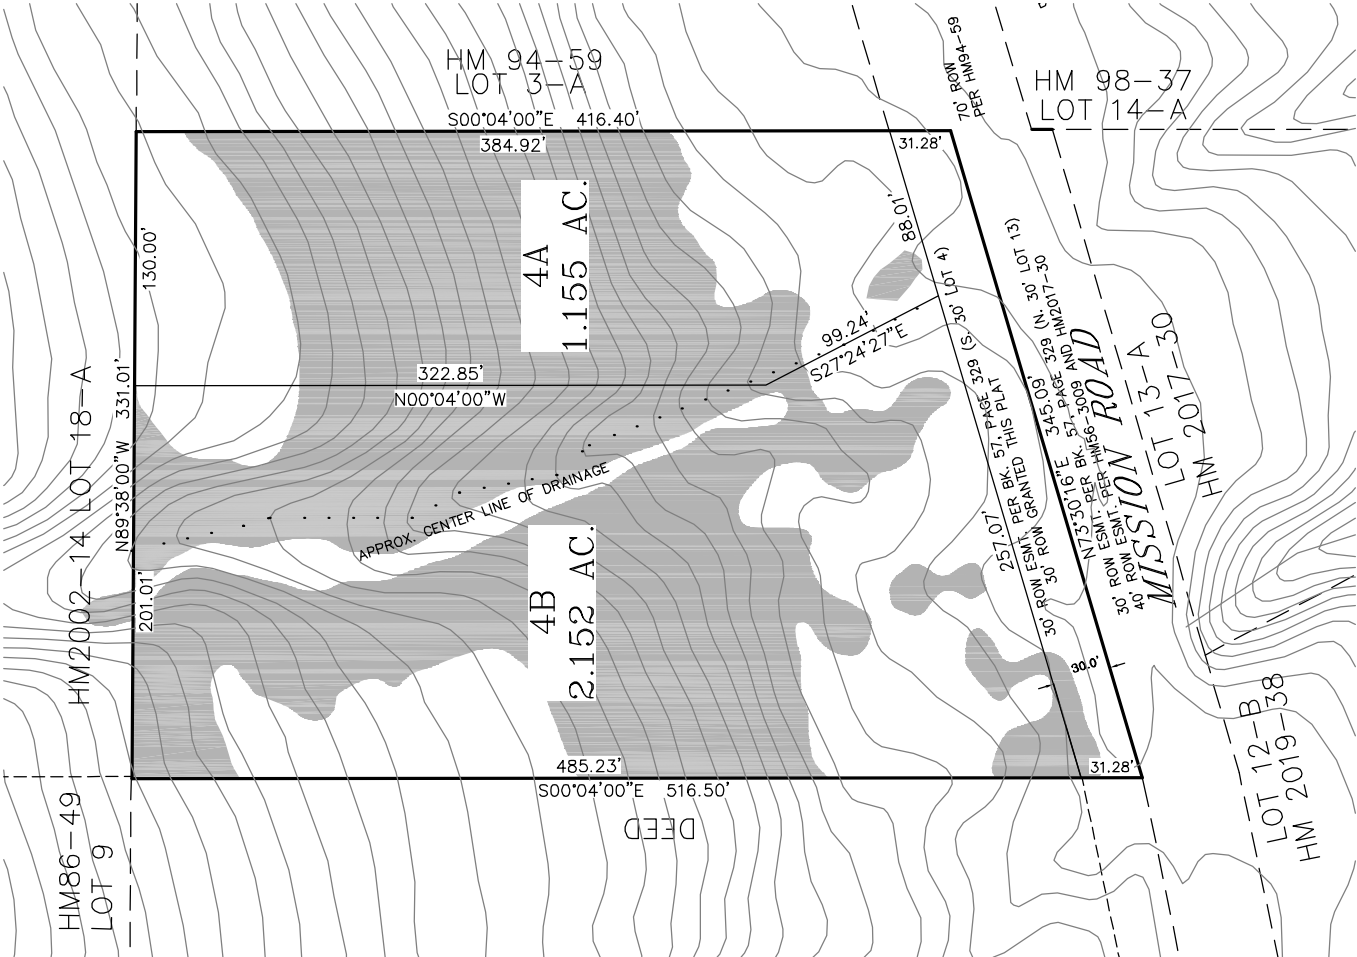 HM 94-59
LOT 3-A
S00°04'00"E 416.40'
384.92'
31.28'
70' ROW
PER HM94-59
HM 98-37
LOT 14-A
130.00'
N89°38'00"W 331.01'
201.01'
HM2002-14 LOT 18-A
4A
1.155 AC.
88.01'
322.85'
N00°04'00"W
99.24'
S27°24'27"E
APPROX. CENTER LINE OF DRAINAGE
4B
2.152 AC.
257.07'
30' ROW ESMT. PER BK. 57, PAGE 329 (S. 30' LOT 4)
30' ROW GRANTED THIS PLAT
N73°30'16"E 345.09'
30' ROW ESMT. PER BK. 57, PAGE 329 (N. 30' LOT 13)
40' ROW ESMT. PER HM56-3009 AND HM2017-30
MISSION ROAD
LOT 13-A
HM 2017-30
30.0'
31.28'
485.23'
S00°04'00"E 516.50'
DEED
HM86-49
LOT 9
LOT 12-B
HM 2019-38